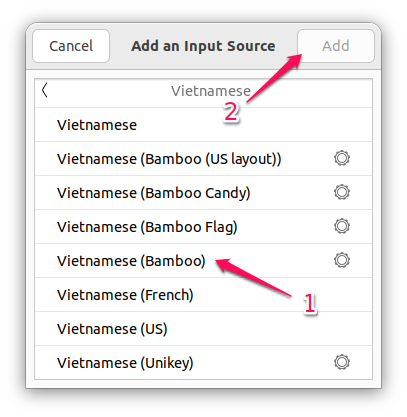 Cancel Add an Input Source Add
Vietnamese
2
Vietnamese
Vietnamese (Bamboo (US layout))
Vietnamese (Bamboo Candy)
Vietnamese (Bamboo Flag)
Vietnamese (Bamboo)
Vietnamese (French)
1
Vietnamese (US)
Vietnamese (Unikey)